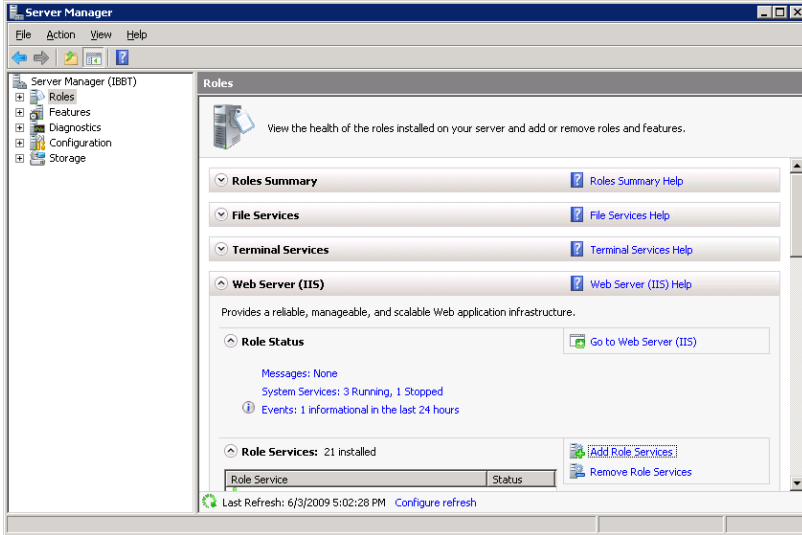 Server Manager
File Action View Help
Server Manager (IBBT)
Roles
Features
Diagnostics
Configuration
Storage
Roles
View the health of the roles installed on your server and add or remove roles and features.
Roles Summary Roles Summary Help
File Services File Services Help
Terminal Services Terminal Services Help
Web Server (IIS) Web Server (IIS) Help
Provides a reliable, manageable, and scalable Web application infrastructure.
Role Status Go to Web Server (IIS)
Messages: None
System Services: 3 Running, 1 Stopped
Events: 1 informational in the last 24 hours
Role Services: 21 installed Add Role Services
Remove Role Services
Role Service Status
Last Refresh: 6/3/2009 5:02:28 PM Configure refresh